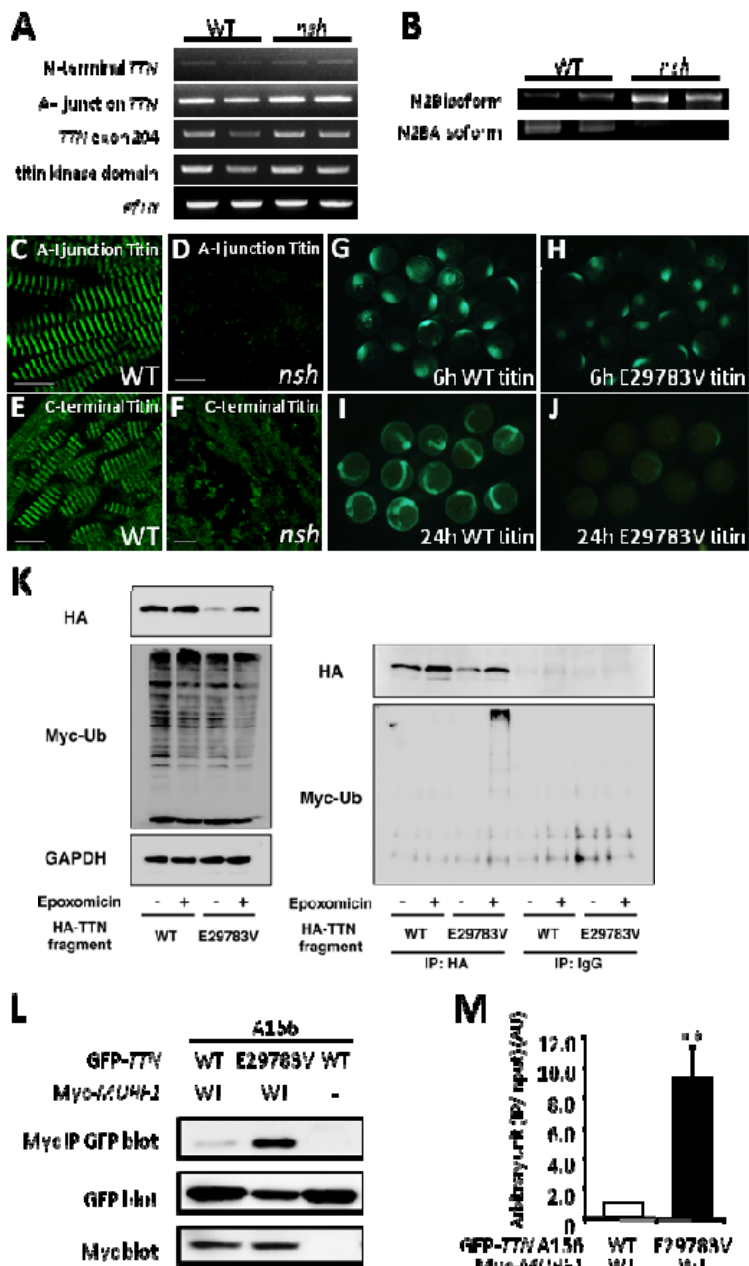 A
WT nsh
N-terminal TTN
TTN exon 204
titin kinase domain
B
WT nsh
N2B isoform
N2BA isoform
C A-I junction Titin
WT
D A-I junction Titin
nsh
E C-terminal Titin
WT
F C-terminal Titin
nsh
G
6h WT titin
H
6h E29783V titin
I
24h WT titin
J
24h E29783V titin
K
HA
Myc-Ub
GAPDH
Epoxomicin - + - +
HA-TTN fragment WT E29783V
HA
Myc-Ub
Epoxomicin - + - + - + - +
HA-TTN fragment WT E29783V WT E29783V
IP: HA IP: IgG
L
A156
GFP-TTN WT E29783V WT
WT WT -
Myc IP GFP blot
GFP blot
Myc blot
M
Arbitrary unit (IP/input)(AU)
12.0
10.0
8.0
6.0
4.0
2.0
0
**
GFP-TTN A156 WT E29783V